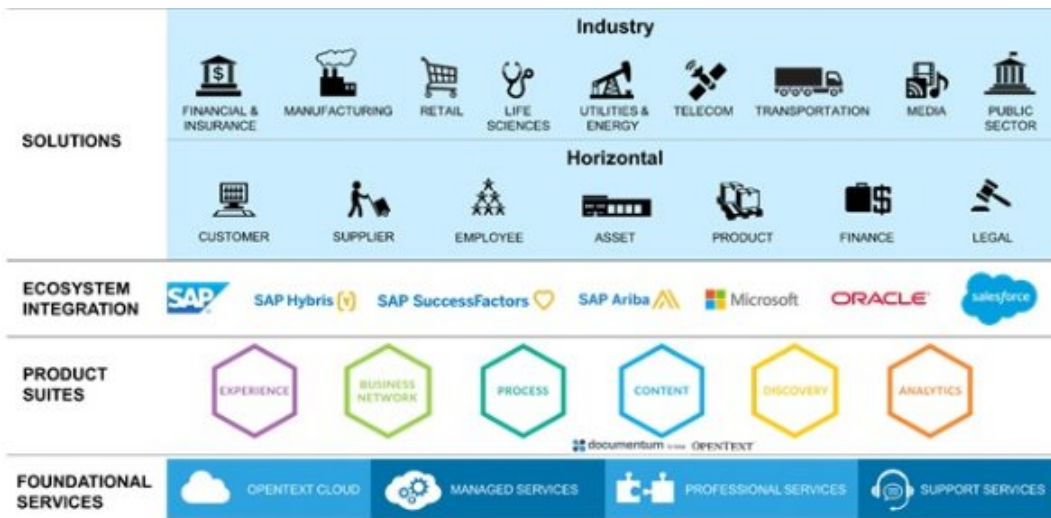 Industry
FINANCIAL &
INSURANCE
MANUFACTURING
RETAIL
LIFE
SCIENCES
UTILITIES &
ENERGY
TELECOM
TRANSPORTATION
MEDIA
PUBLIC
SECTOR
SOLUTIONS
Horizontal
CUSTOMER
SUPPLIER
EMPLOYEE
ASSET
PRODUCT
FINANCE
LEGAL
ECOSYSTEM
INTEGRATION
SAP
SAP Hybris
SAP SuccessFactors
SAP Ariba
Microsoft
ORACLE
salesforce
PRODUCT
SUITES
EXPERIENCE
BUSINESS
NETWORK
PROCESS
CONTENT
DISCOVERY
ANALYTICS
documentum OPENTEXT
FOUNDATIONAL
SERVICES
OPENTEXT CLOUD
MANAGED SERVICES
PROFESSIONAL SERVICES
SUPPORT SERVICES